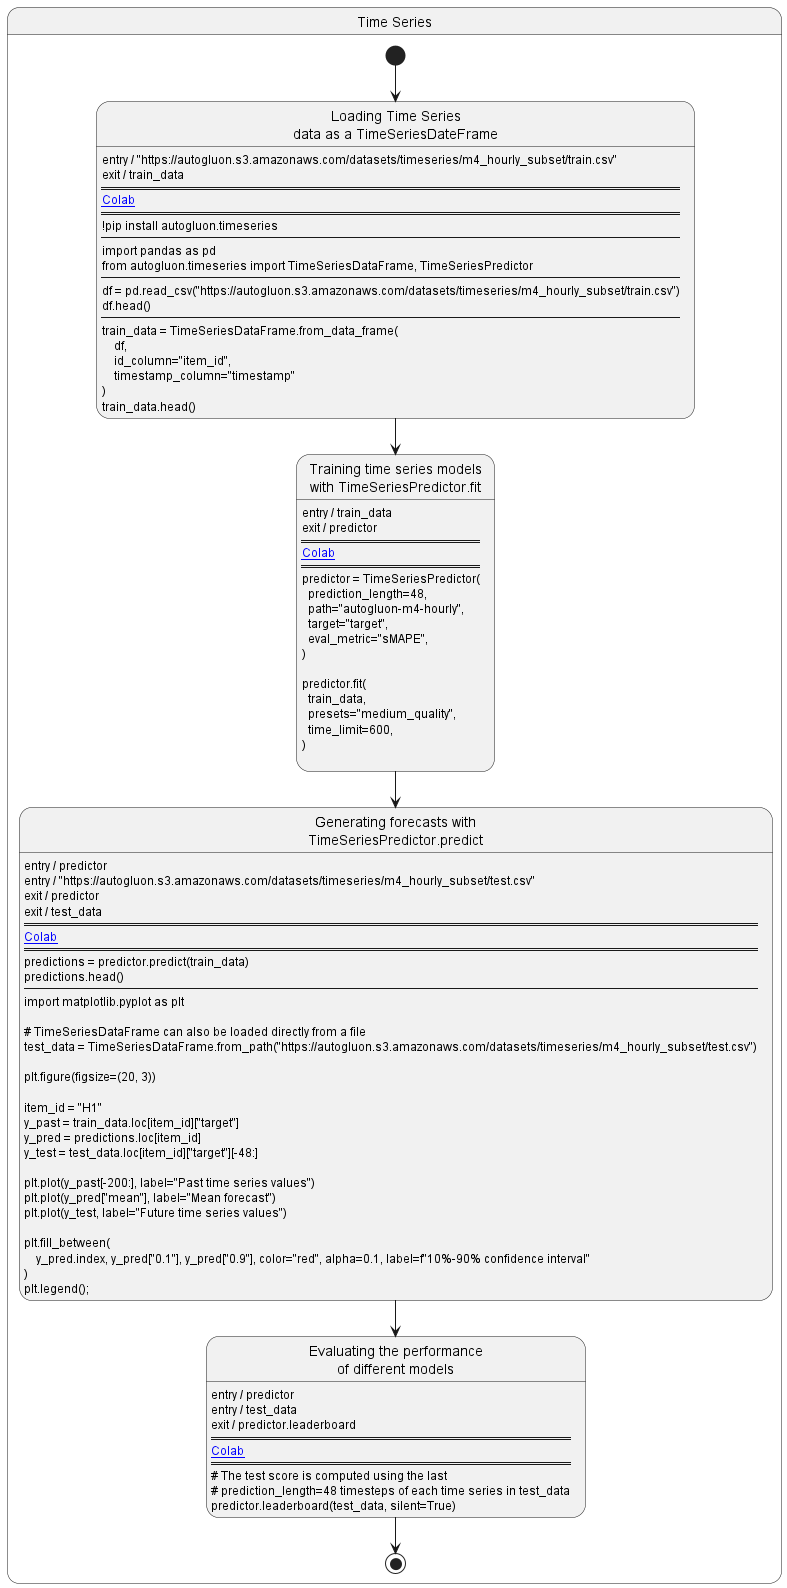 Time Series
Loading Time Series
data as a TimeSeriesDateFrame
entry / "https://autogluon.s3.amazonaws.com/datasets/timeseries/m4_hourly_subset/train.csv"
exit / train_data
Colab
!pip install autogluon.timeseries
import pandas as pd
from autogluon.timeseries import TimeSeriesDataFrame, TimeSeriesPredictor
df = pd.read_csv("https://autogluon.s3.amazonaws.com/datasets/timeseries/m4_hourly_subset/train.csv")
df.head()
train_data = TimeSeriesDataFrame.from_data_frame(
    df,
    id_column="item_id",
    timestamp_column="timestamp"
)
train_data.head()
Training time series models
with TimeSeriesPredictor.fit
entry / train_data
exit / predictor
Colab
predictor = TimeSeriesPredictor(
  prediction_length=48,
  path="autogluon-m4-hourly",
  target="target",
  eval_metric="sMAPE",
)
predictor.fit(
  train_data,
  presets="medium_quality",
  time_limit=600,
)
Generating forecasts with
TimeSeriesPredictor.predict
entry / predictor
entry / "https://autogluon.s3.amazonaws.com/datasets/timeseries/m4_hourly_subset/test.csv"
exit / predictor
exit / test_data
Colab
predictions = predictor.predict(train_data)
predictions.head()
import matplotlib.pyplot as plt
# TimeSeriesDataFrame can also be loaded directly from a file
test_data = TimeSeriesDataFrame.from_path("https://autogluon.s3.amazonaws.com/datasets/timeseries/m4_hourly_subset/test.csv")
plt.figure(figsize=(20, 3))
item_id = "H1"
y_past = train_data.loc[item_id]["target"]
y_pred = predictions.loc[item_id]
y_test = test_data.loc[item_id]["target"][-48:]
plt.plot(y_past[-200:], label="Past time series values")
plt.plot(y_pred["mean"], label="Mean forecast")
plt.plot(y_test, label="Future time series values")
plt.fill_between(
    y_pred.index, y_pred["0.1"], y_pred["0.9"], color="red", alpha=0.1, label=f"10%-90% confidence interval"
)
plt.legend();
Evaluating the performance
of different models
entry / predictor
entry / test_data
exit / predictor.leaderboard
Colab
# The test score is computed using the last
# prediction_length=48 timesteps of each time series in test_data
predictor.leaderboard(test_data, silent=True)